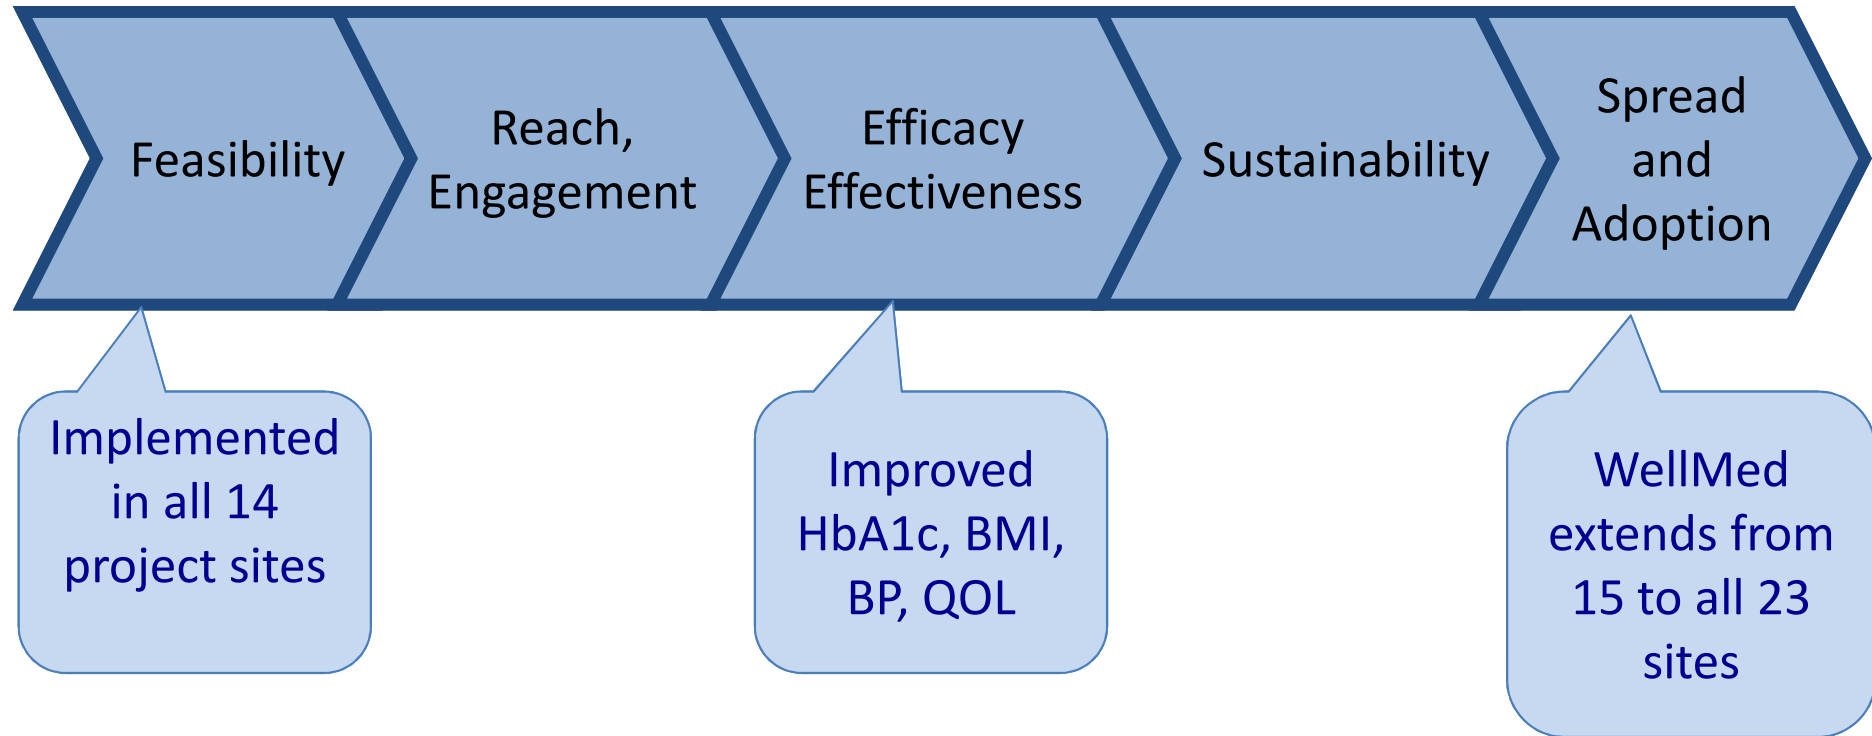 Feasibility
Reach,
Engagement
Efficacy
Effectiveness
Sustainability
Spread
and
Adoption
Implemented
in all 14
project sites
Improved
HbA1c, BMI,
BP, QOL
WellMed
extends from
15 to all 23
sites